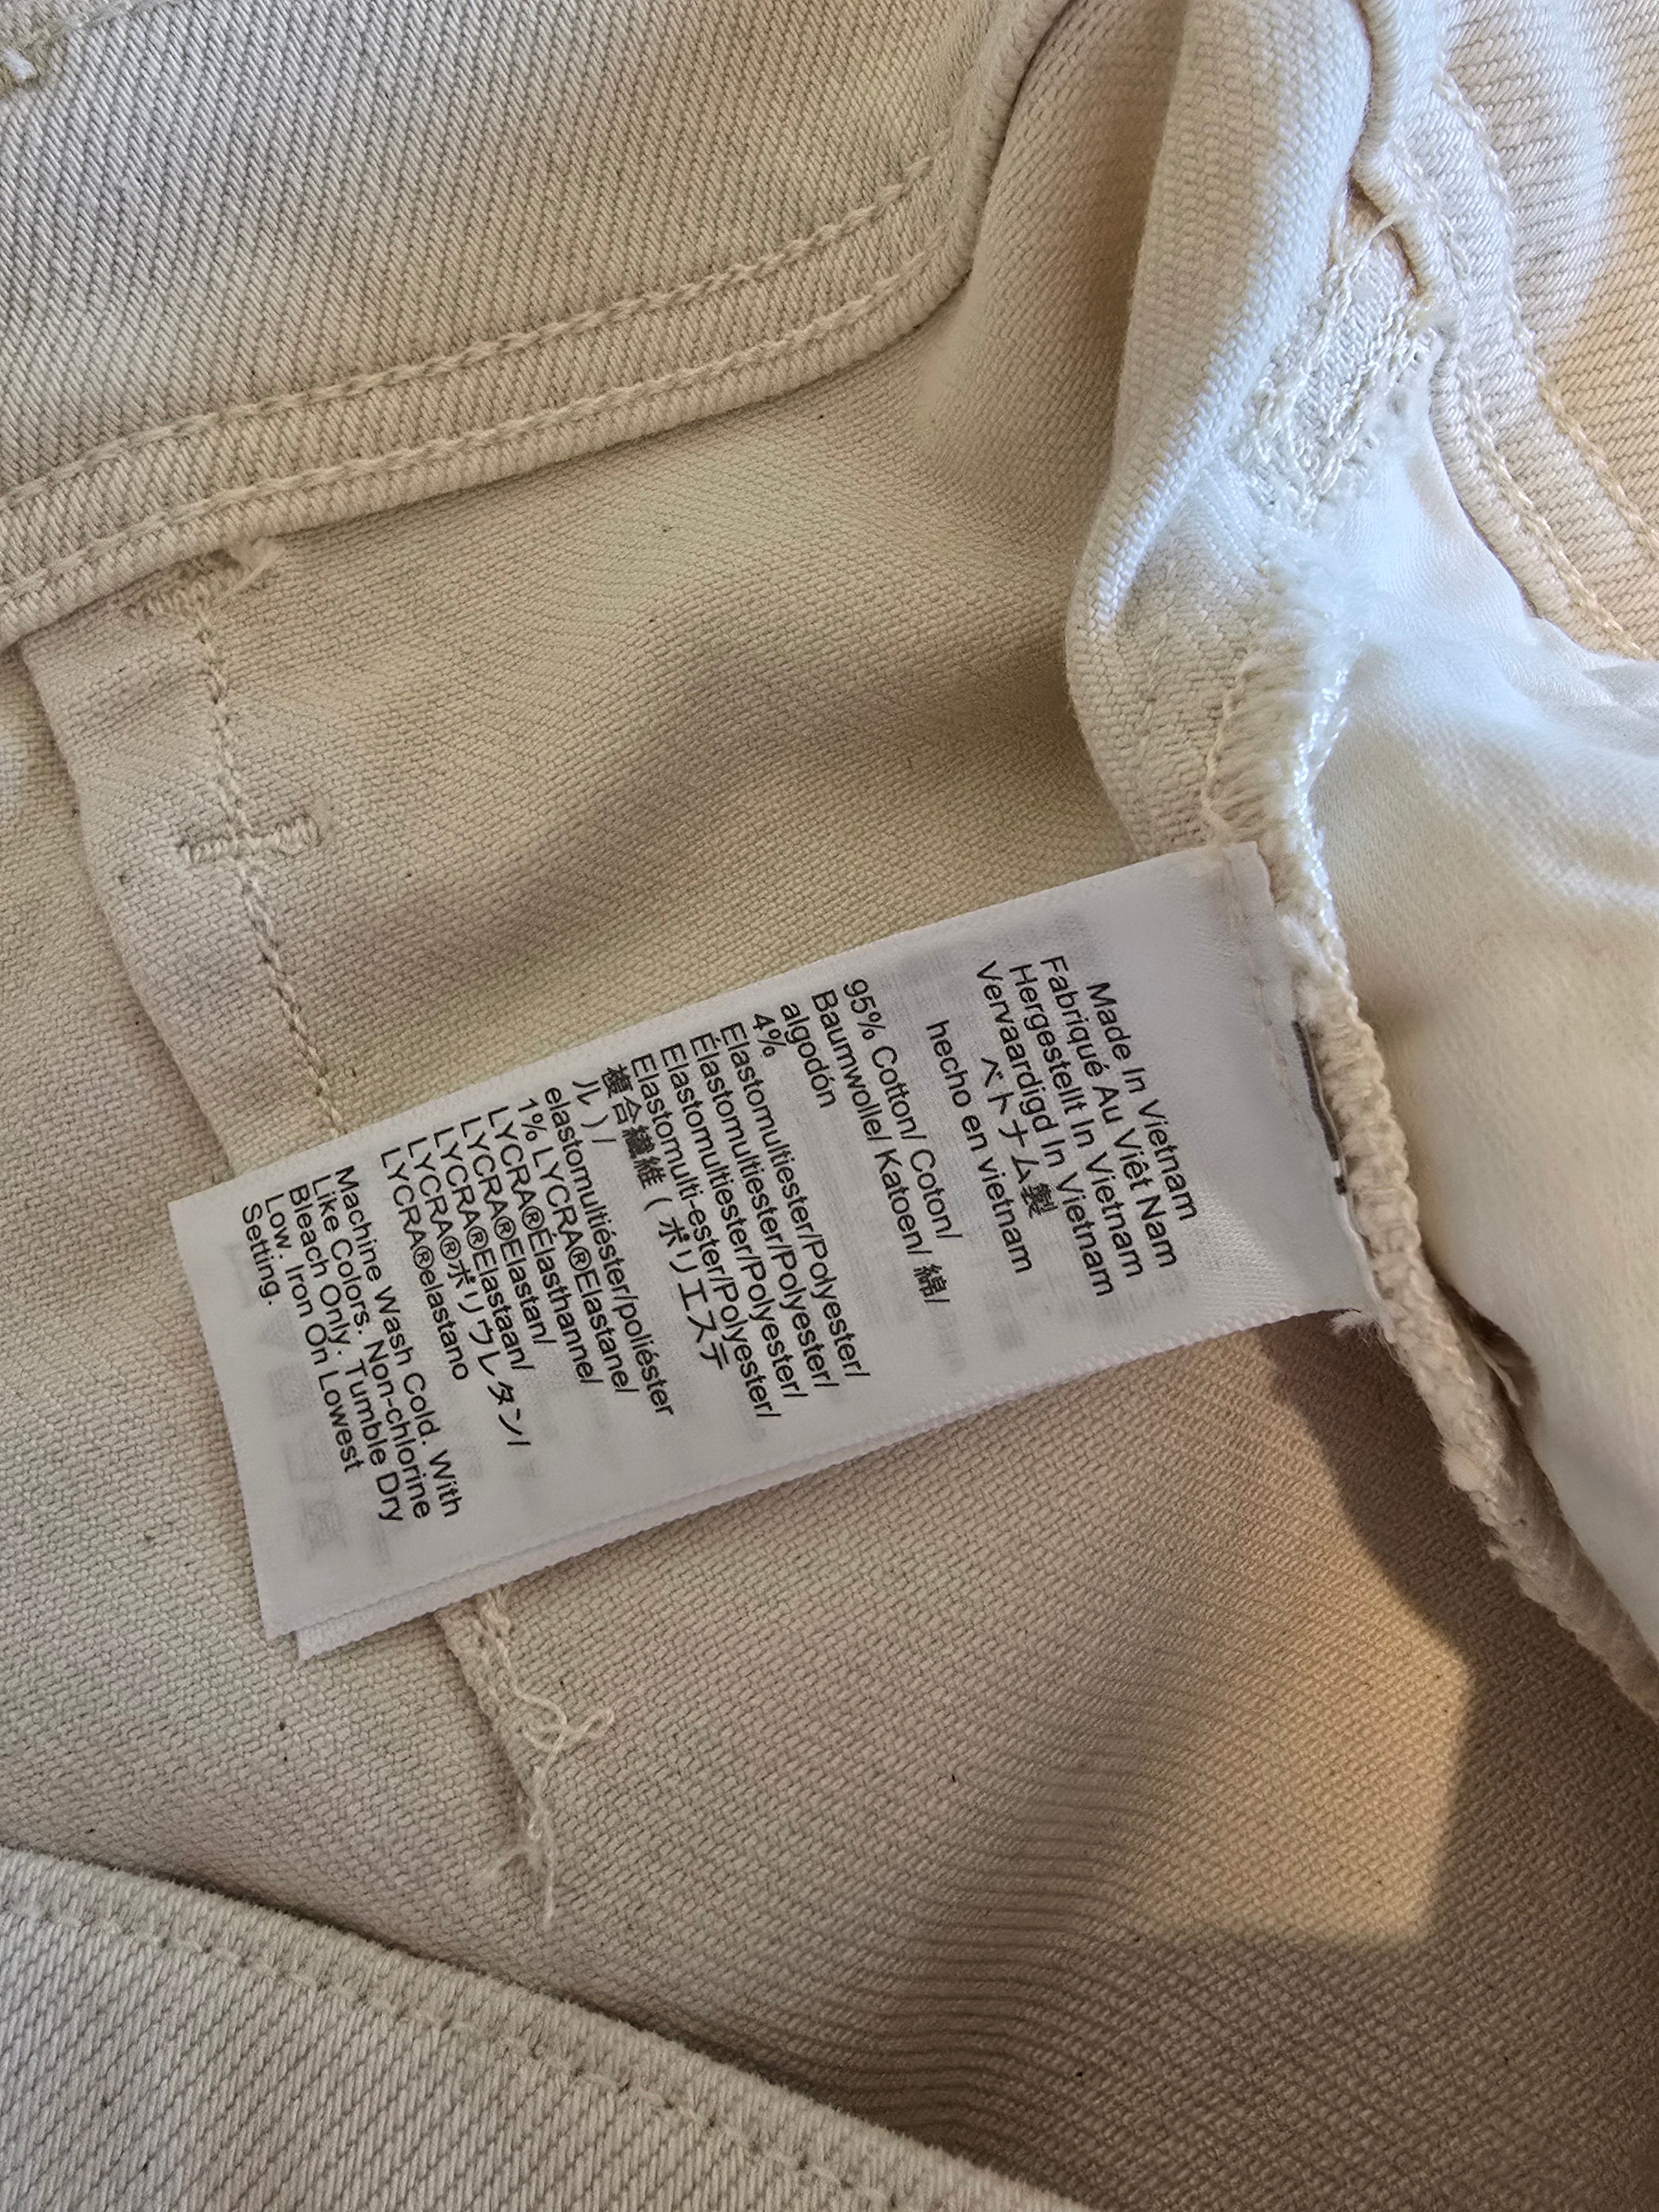 Made In Vietnam
Fabriqué Au Viêt Nam
Hergestellt In Vietnam
Vervaardigd In Vietnam
ベトナム製
hecho en vietnam
95% Cotton/ Coton/
Baumwolle/ Katoen/ 綿/
algodón
4%
Elastomultiester/Polyester/
Élastomultiester/Polyester/
Elastomultiester/Polyester/
Elastomulti-ester/Polyester/
複合繊維 ( ポリエステ
ル ) /
elastomultiéster/poliéster
1% LYCRA®Elastane/
LYCRA®Élasthanne/
LYCRA®Elastan/
LYCRA®Elastaan/
LYCRA®ポリウレタン/
LYCRA®elastano
Machine Wash Cold. With
Like Colors. Non-chlorine
Bleach Only. Tumble Dry
Low. Iron On Lowest
Setting.